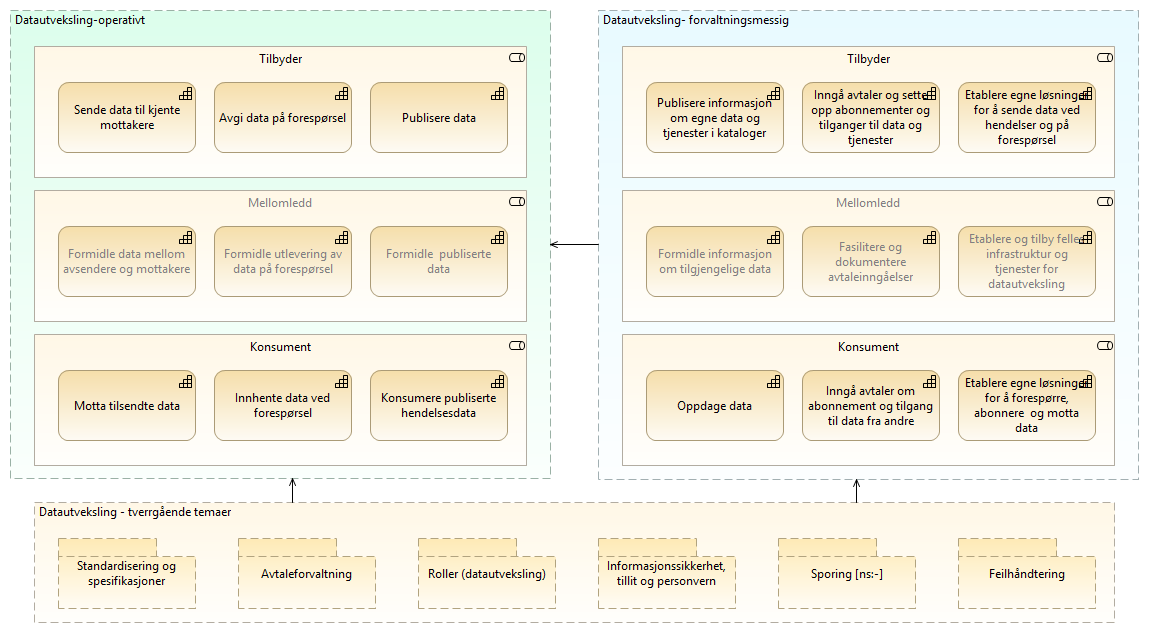 Datautveksling-operativt
Tilbyder
Sende data til kjente
mottakere
Avgi data på forespørsel
Publisere data
Mellomledd
Formidle data mellom
avsendere og mottakere
Formidle utlevering av
data på forespørsel
Formidle publiserte
data
Konsument
Motta tilsendte data
Innhente data ved
forespørsel
Konsumere publiserte
hendelsesdata
Datautveksling- forvaltningsmessig
Tilbyder
Publisere informasjon
om egne data og
tjenester i kataloger
Inngå avtaler og sette
opp abonnementer og
tilganger til data og
tjenester
Etablere egne løsninger
for å sende data ved
hendelser og på
forespørsel
Mellomledd
Formidle informasjon
om tilgjengelige data
Fasilitere og
dokumentere
avtaleinngåelser
Etablere og tilby felles
infrastruktur og
tjenester for
datautveksling
Konsument
Oppdage data
Inngå avtaler om
abonnement og tilgang
til data fra andre
Etablere egne løsninger
for å forespørre,
abonnere og motta
data
Datautveksling - tverrgående temaer
Standardisering og
spesifikasjoner
Avtaleforvaltning
Roller (datautveksling)
Informasjonssikkerhet,
tillit og personvern
Sporing [ns:-]
Feilhåndtering